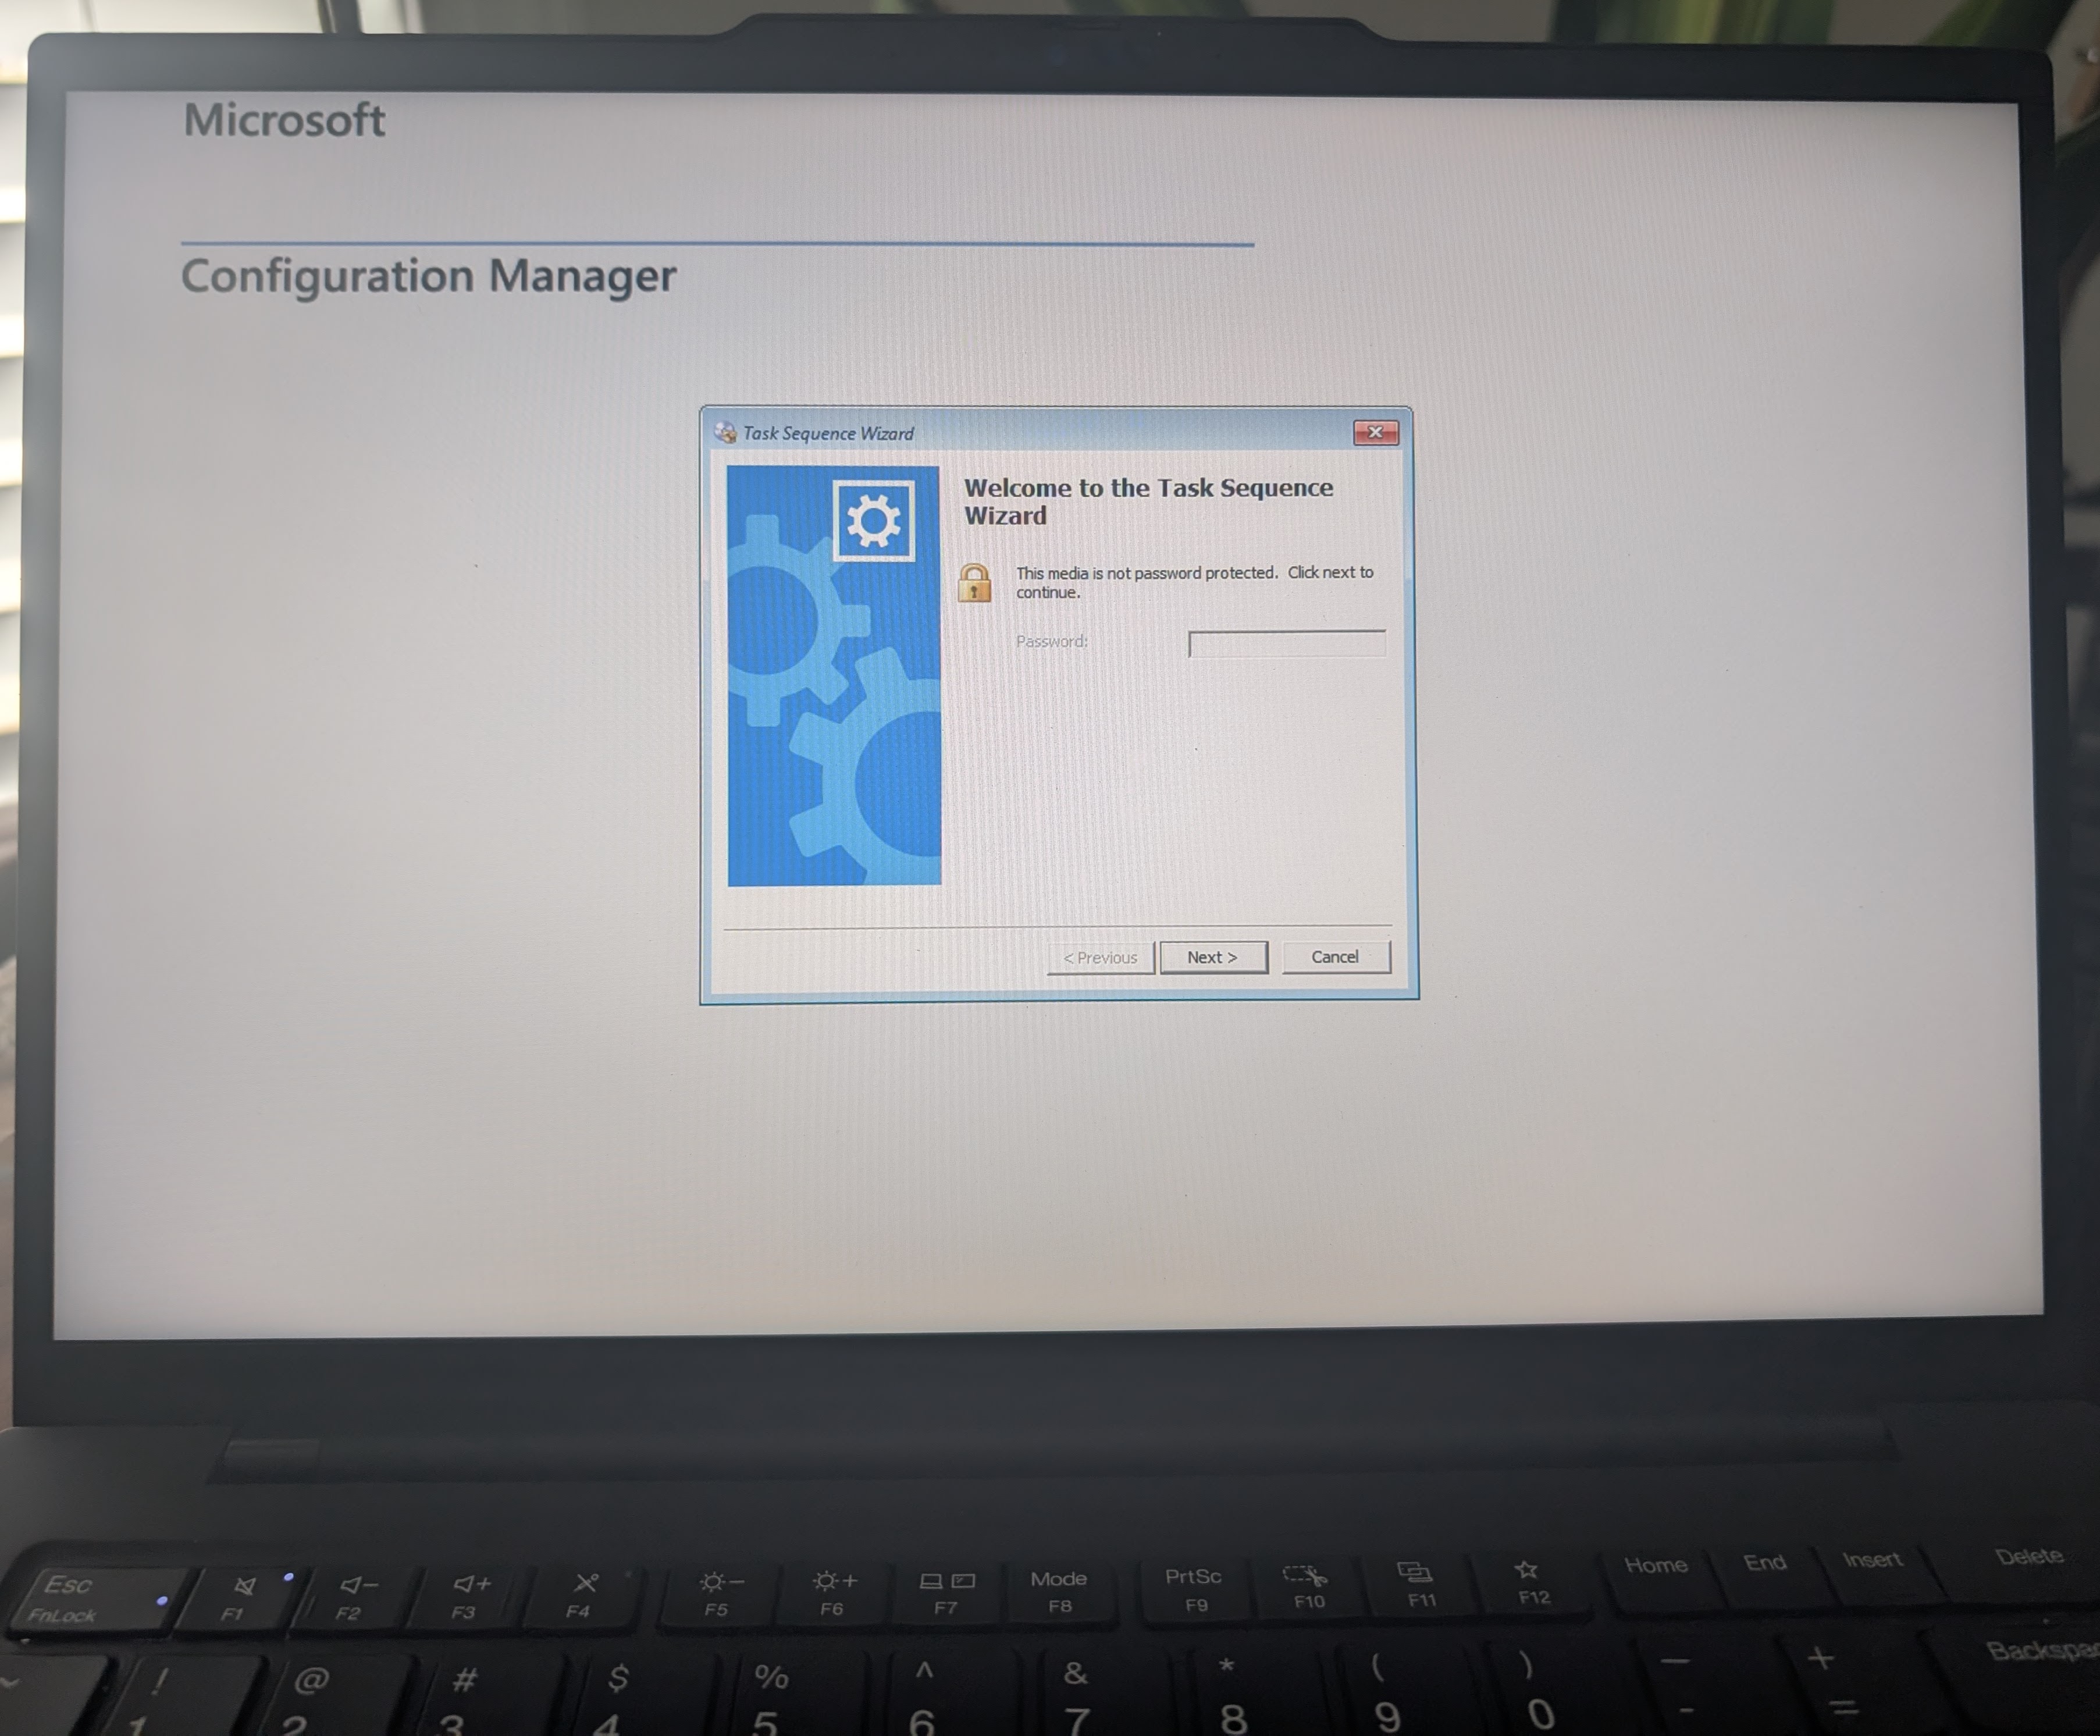 Microsoft
Configuration Manager
Task Sequence Wizard
Welcome to the Task Sequence
Wizard
This media is not password protected. Click next to
continue.
Password:
< Previous
Next >
Cancel
Esc
FnLock
F1
F2
F3
F4
F5
F6
F7
Mode
F8
PrtSc
F9
F10
F11
F12
Home
End
Insert
Delete
! @ # $ % ^ & * ( ) — +
1 2 3 4 5 6 7 8 9 0 - =